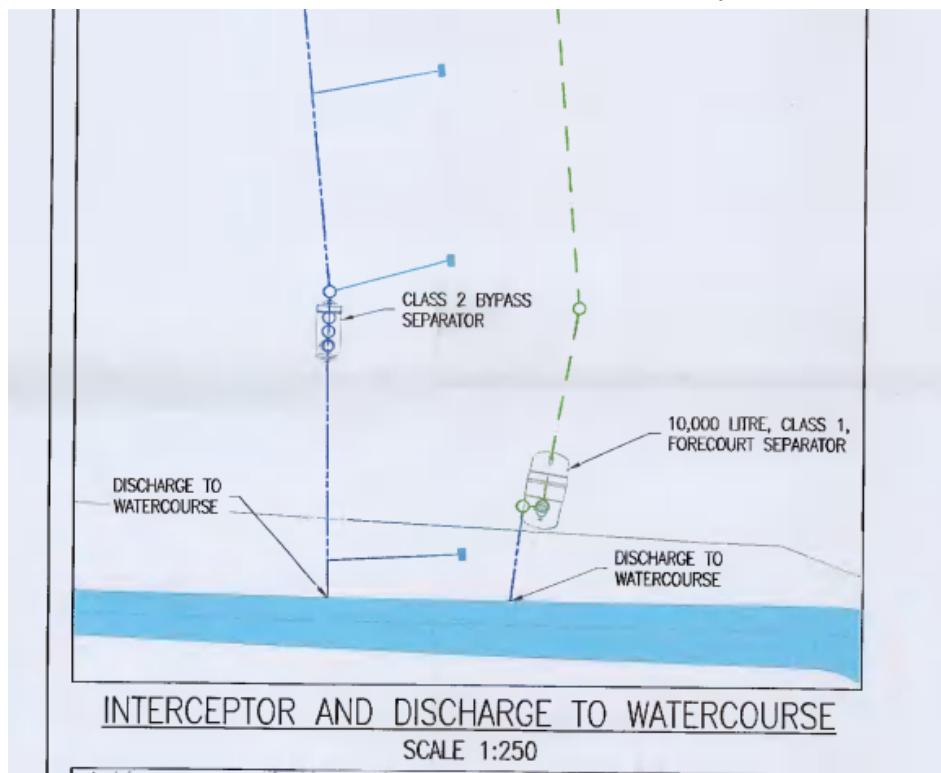 CLASS 2 BYPASS
SEPARATOR
10,000 LITRE, CLASS 1,
FORECOURT SEPARATOR
DISCHARGE TO
WATERCOURSE
DISCHARGE TO
WATERCOURSE
INTERCEPTOR AND DISCHARGE TO WATERCOURSE
SCALE 1:250